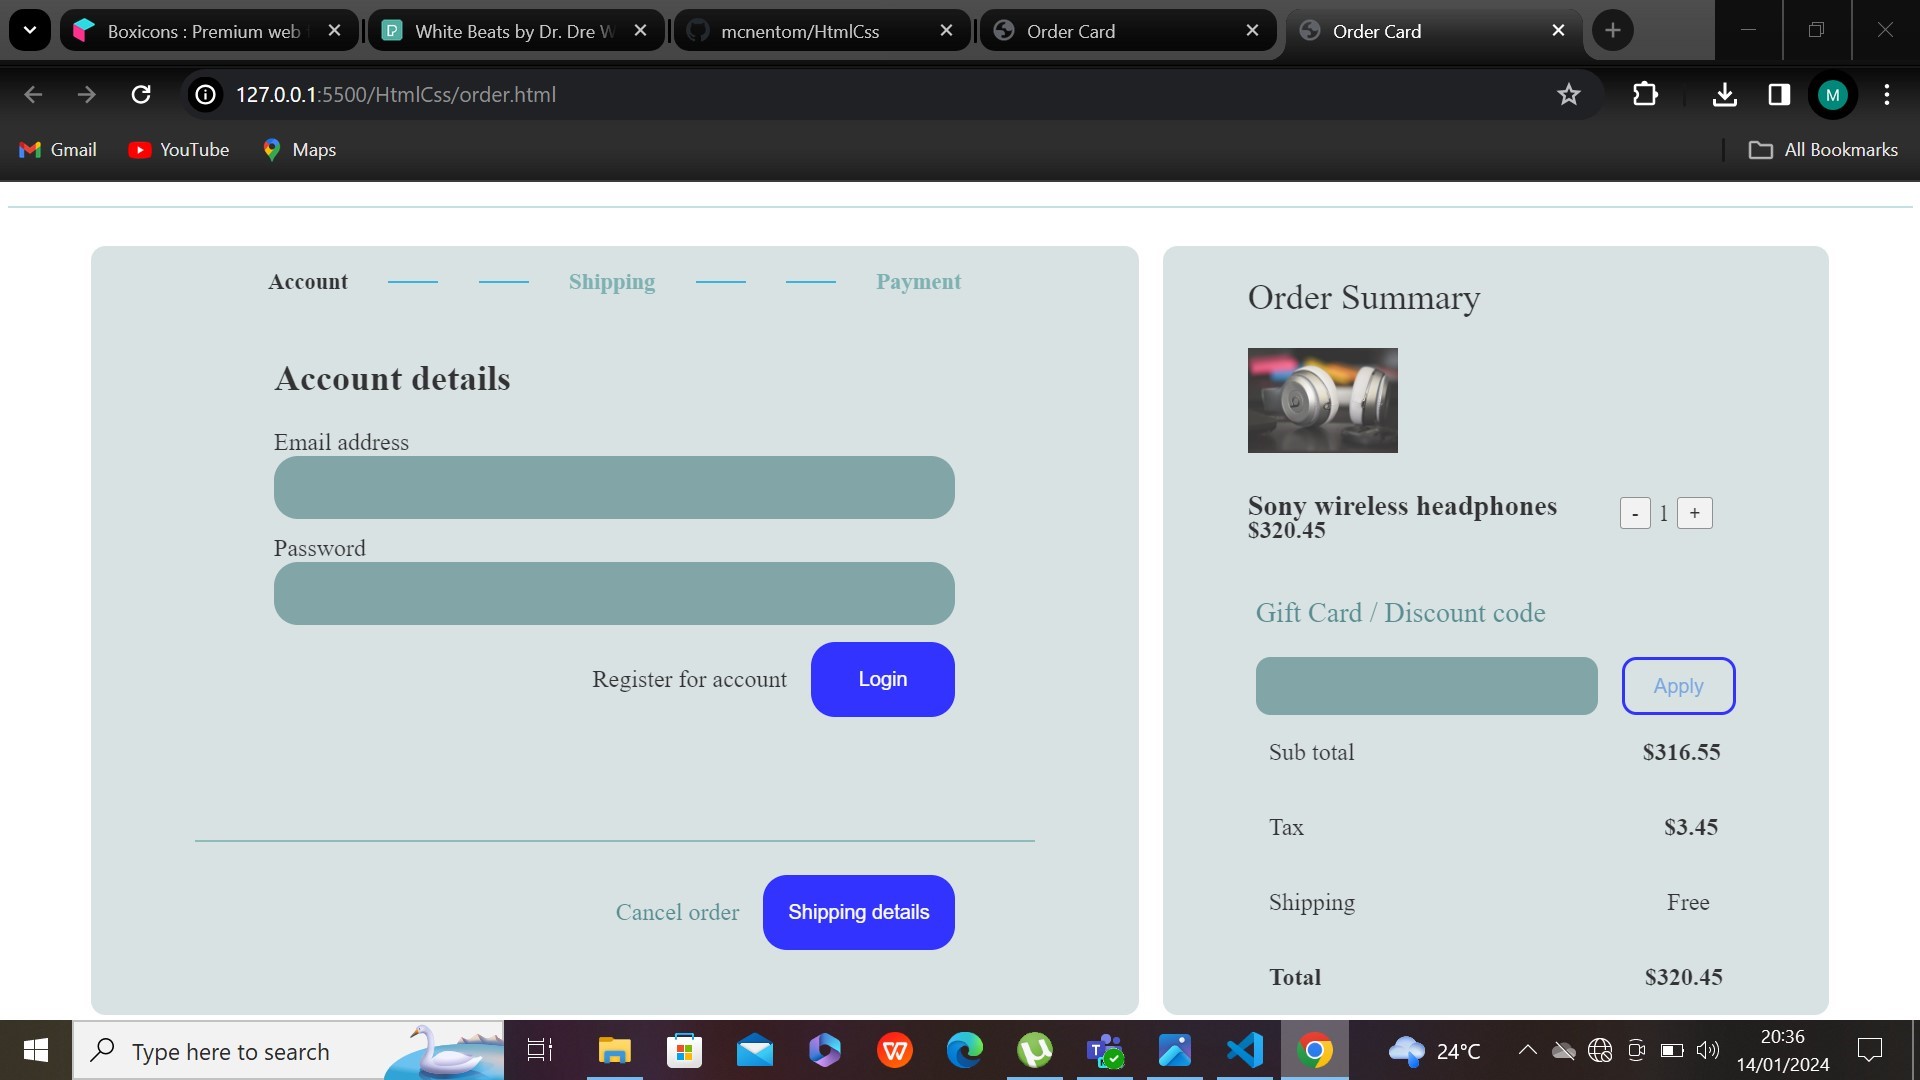 Boxicons : Premium web
White Beats by Dr. Dre W
mcnentom/HtmlCss
Order Card
Order Card
127.0.0.1:5500/HtmlCss/order.html
M
Gmail
YouTube
Maps
All Bookmarks
Account
Shipping
Payment
Account details
Email address
Password
Register for account
Login
Cancel order
Shipping details
Order Summary
Sony wireless headphones
$320.45
- 1 +
Gift Card / Discount code
Apply
Sub total $316.55
Tax $3.45
Shipping Free
Total $320.45
Type here to search
24°C
20:36
14/01/2024